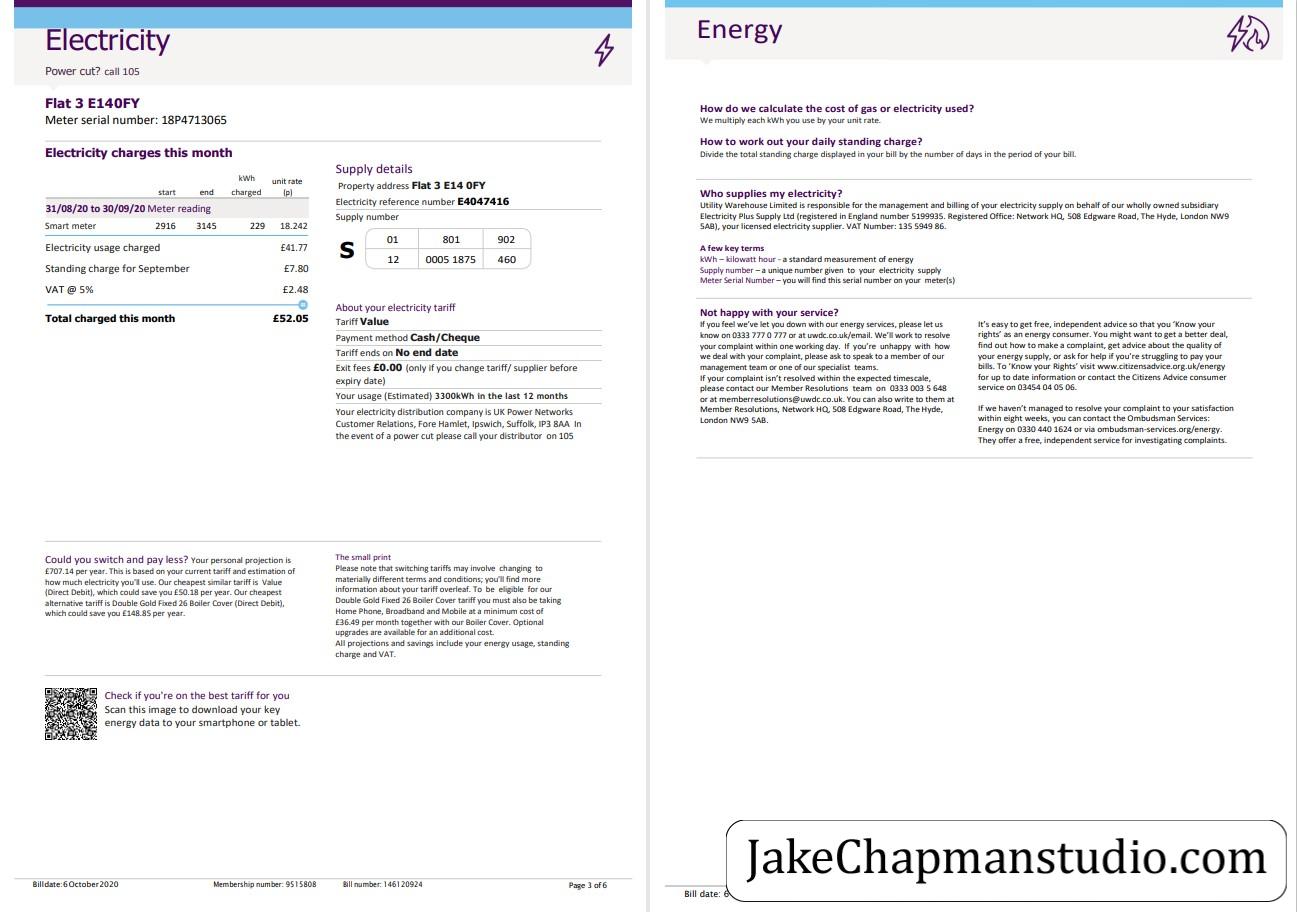 Electricity
Power cut? call 105
Flat 3 E140FY
Meter serial number: 18P4713065
Electricity charges this month
start end kWh charged unit rate (p)
31/08/20 to 30/09/20 Meter reading
Smart meter 2916 3145 229 18.242
Electricity usage charged £41.77
Standing charge for September £7.80
VAT @ 5% £2.48
Total charged this month £52.05
Supply details
Property address Flat 3 E14 0FY
Electricity reference number E4047416
Supply number
S 01 801 902
12 0005 1875 460
About your electricity tariff
Tariff Value
Payment method Cash/Cheque
Tariff ends on No end date
Exit fees £0.00 (only if you change tariff/ supplier before
expiry date)
Your usage (Estimated) 3300kWh in the last 12 months
Your electricity distribution company is UK Power Networks
Customer Relations, Fore Hamlet, Ipswich, Suffolk, IP3 8AA In
the event of a power cut please call your distributor on 105
Could you switch and pay less? Your personal projection is
£707.14 per year. This is based on your current tariff and estimation of
how much electricity you'll use. Our cheapest similar tariff is Value
(Direct Debit), which could save you £50.18 per year. Our cheapest
alternative tariff is Double Gold Fixed 26 Boiler Cover (Direct Debit),
which could save you £148.85 per year.
The small print
Please note that switching tariffs may involve changing to
materially different terms and conditions; you'll find more
information about your tariff overleaf. To be eligible for our
Double Gold Fixed 26 Boiler Cover tariff you must also be taking
Home Phone, Broadband and Mobile at a minimum cost of
£36.49 per month together with our Boiler Cover. Optional
upgrades are available for an additional cost.
All projections and savings include your energy usage, standing
charge and VAT.
Check if you're on the best tariff for you
Scan this image to download your key
energy data to your smartphone or tablet.
Billdate:6October2020 Membership number: 9515808 Bill number: 146120924 Page 3 of 6
Energy
How do we calculate the cost of gas or electricity used?
We multiply each kWh you use by your unit rate.
How to work out your daily standing charge?
Divide the total standing charge displayed in your bill by the number of days in the period of your bill.
Who supplies my electricity?
Utility Warehouse Limited is responsible for the management and billing of your electricity supply on behalf of our wholly owned subsidiary
Electricity Plus Supply Ltd (registered in England number 5199935. Registered Office: Network HQ, 508 Edgware Road, The Hyde, London NW9
5AB), your licensed electricity supplier. VAT Number: 135 5949 86.
A few key terms
kWh – kilowatt hour - a standard measurement of energy
Supply number – a unique number given to your electricity supply
Meter Serial Number – you will find this serial number on your meter(s)
Not happy with your service?
If you feel we've let you down with our energy services, please let us
know on 0333 777 0 777 or at uwdc.co.uk/email. We'll work to resolve
your complaint within one working day. If you're unhappy with how
we deal with your complaint, please ask to speak to a member of our
management team or one of our specialist teams.
If your complaint isn't resolved within the expected timescale,
please contact our Member Resolutions team on 0333 003 5 648
or at memberresolutions@uwdc.co.uk. You can also write to them at
Member Resolutions, Network HQ, 508 Edgware Road, The Hyde,
London NW9 5AB.
It's easy to get free, independent advice so that you 'Know your
rights' as an energy consumer. You might want to get a better deal,
find out how to make a complaint, get advice about the quality of
your energy supply, or ask for help if you're struggling to pay your
bills. To 'Know your Rights' visit www.citizensadvice.org.uk/energy
for up to date information or contact the Citizens Advice consumer
service on 03454 04 05 06.
If we haven't managed to resolve your complaint to your satisfaction
within eight weeks, you can contact the Ombudsman Services:
Energy on 0330 440 1624 or via ombudsman-services.org/energy.
They offer a free, independent service for investigating complaints.
Bill date: 6
JakeChapmanstudio.com